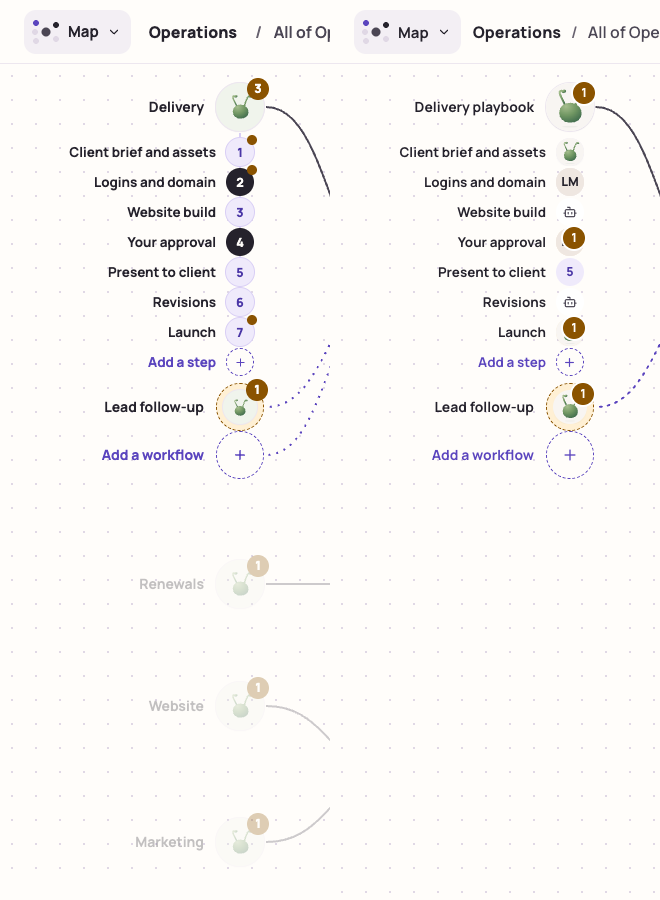 Map
Operations / All of Op
Delivery
3
Client brief and assets
1
Logins and domain
2
Website build
3
Your approval
4
Present to client
5
Revisions
6
Launch
7
Add a step
+
Lead follow-up
1
Add a workflow
+
Renewals
1
Website
1
Marketing
1
Map
Operations / All of Ope
Delivery playbook
1
Client brief and assets
Logins and domain
LM
Website build
Your approval
1
Present to client
5
Revisions
Launch
1
Add a step
+
Lead follow-up
1
Add a workflow
+